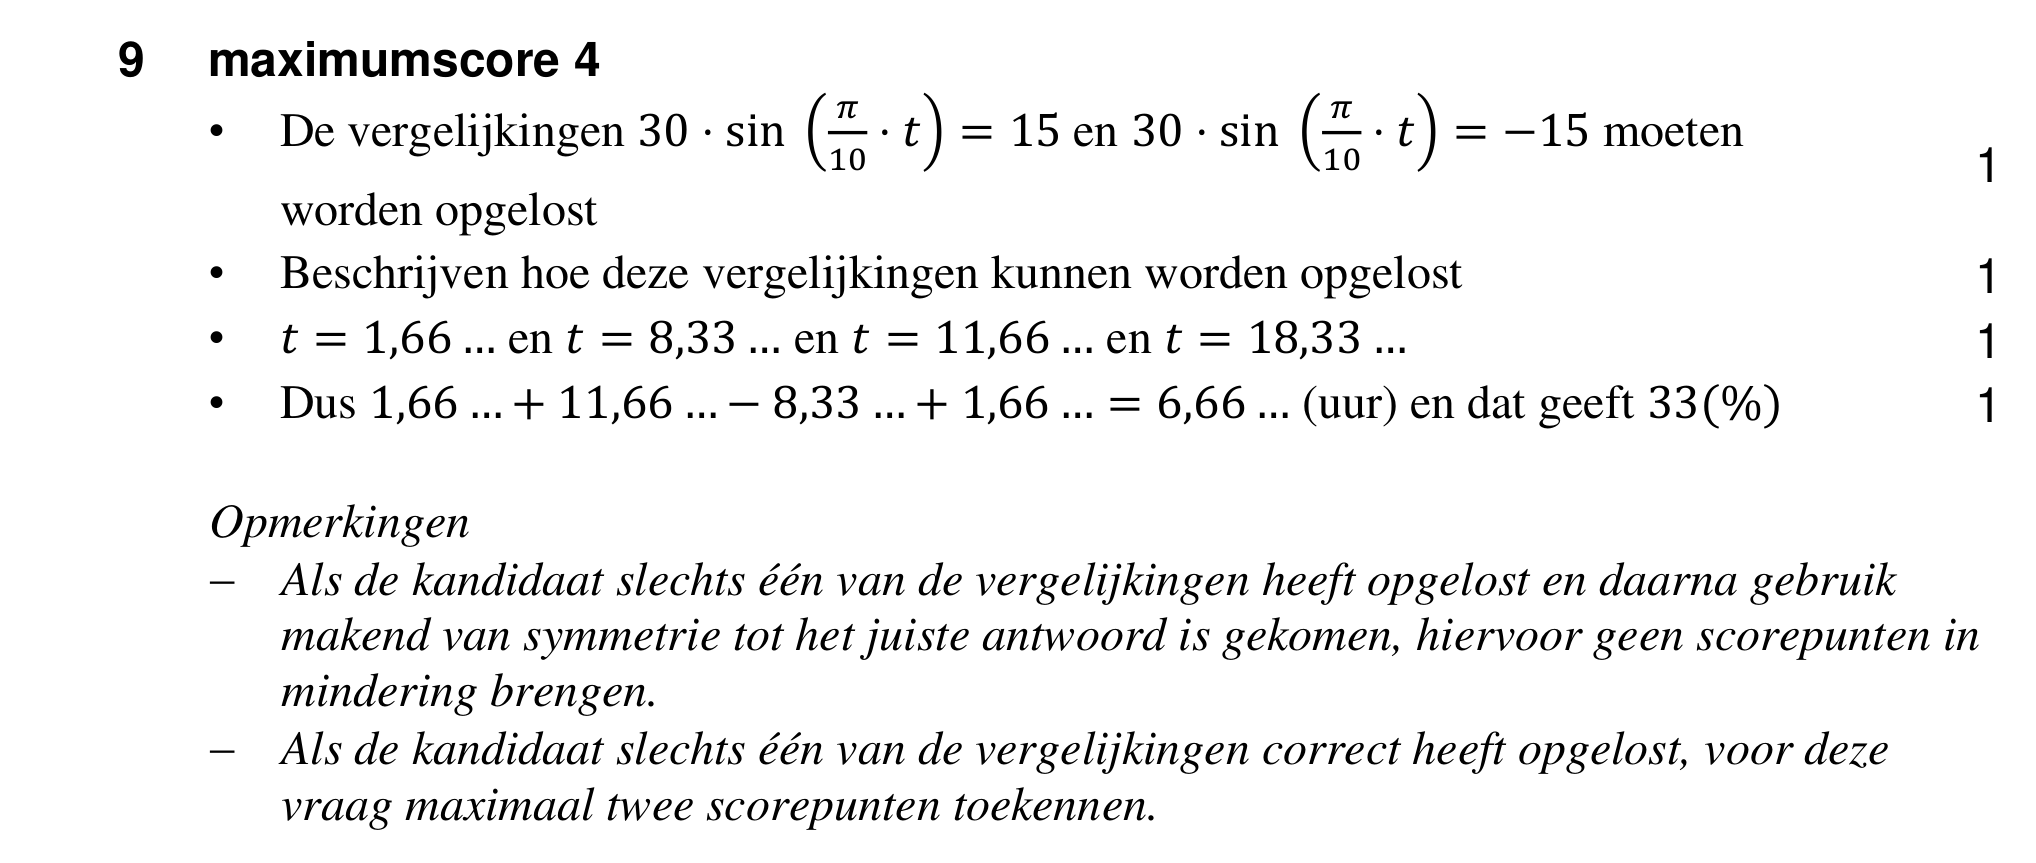 9 maximumscore 4
• De vergelijkingen 30 · sin (π/10 · t) = 15 en 30 · sin (π/10 · t) = −15 moeten
worden opgelost 1
• Beschrijven hoe deze vergelijkingen kunnen worden opgelost 1
• t = 1,66 ... en t = 8,33 ... en t = 11,66 ... en t = 18,33 ... 1
• Dus 1,66 ... + 11,66 ... − 8,33 ... + 1,66 ... = 6,66 ... (uur) en dat geeft 33(%) 1
Opmerkingen
− Als de kandidaat slechts één van de vergelijkingen heeft opgelost en daarna gebruik
makend van symmetrie tot het juiste antwoord is gekomen, hiervoor geen scorepunten in
mindering brengen.
− Als de kandidaat slechts één van de vergelijkingen correct heeft opgelost, voor deze
vraag maximaal twee scorepunten toekennen.